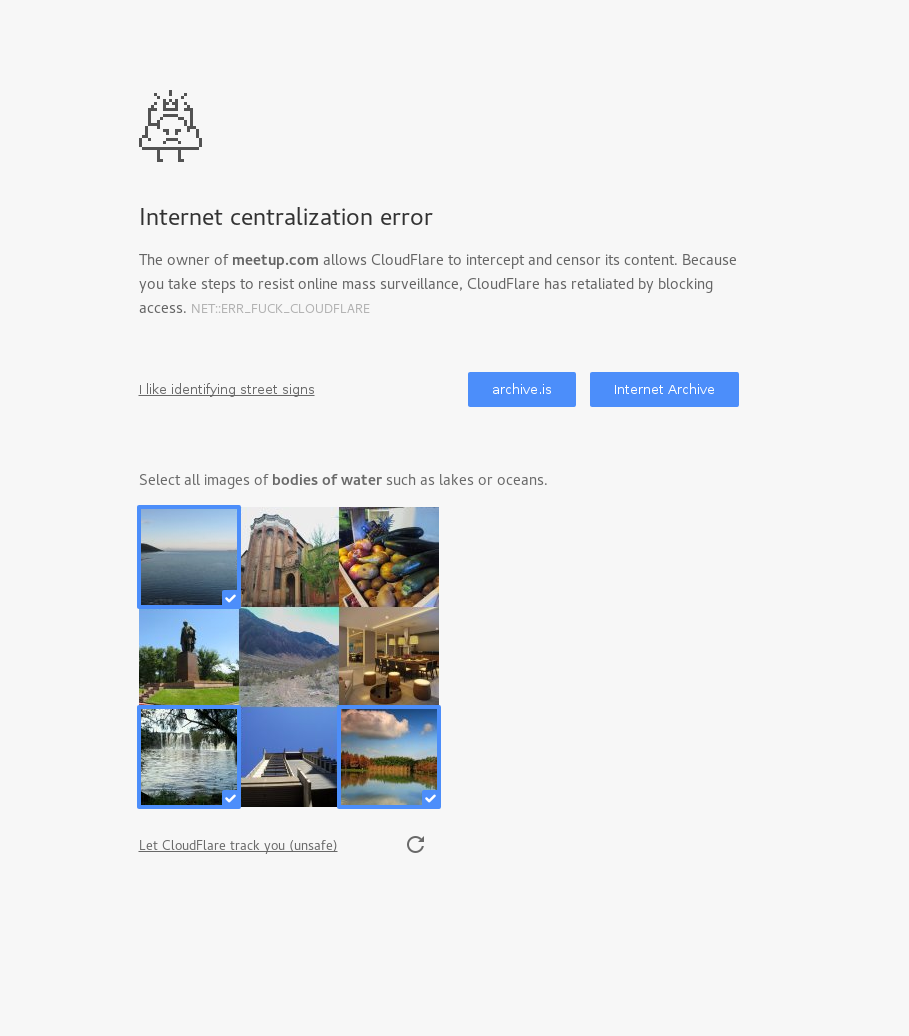 Internet centralization error
The owner of meetup.com allows CloudFlare to intercept and censor its content. Because
you take steps to resist online mass surveillance, CloudFlare has retaliated by blocking
access. NET::ERR_FUCK_CLOUDFLARE
I like identifying street signs
archive.is
Internet Archive
Select all images of bodies of water such as lakes or oceans.
Let CloudFlare track you (unsafe)